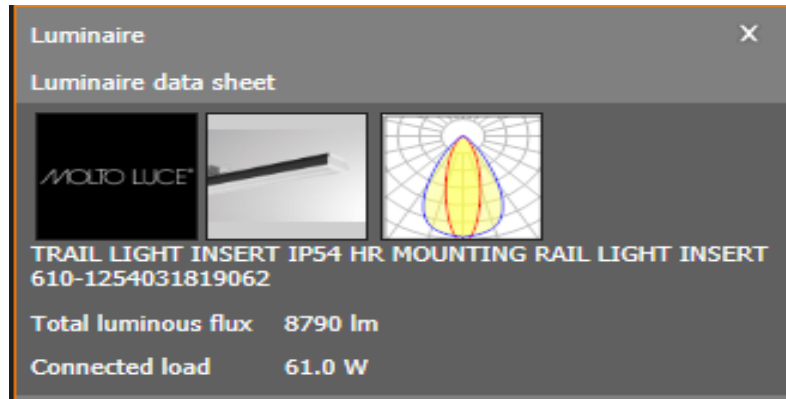 Luminaire
Luminaire data sheet
MOLTO LUCE®
TRAIL LIGHT INSERT IP54 HR MOUNTING RAIL LIGHT INSERT
610-1254031819062
Total luminous flux 8790 lm
Connected load 61.0 W